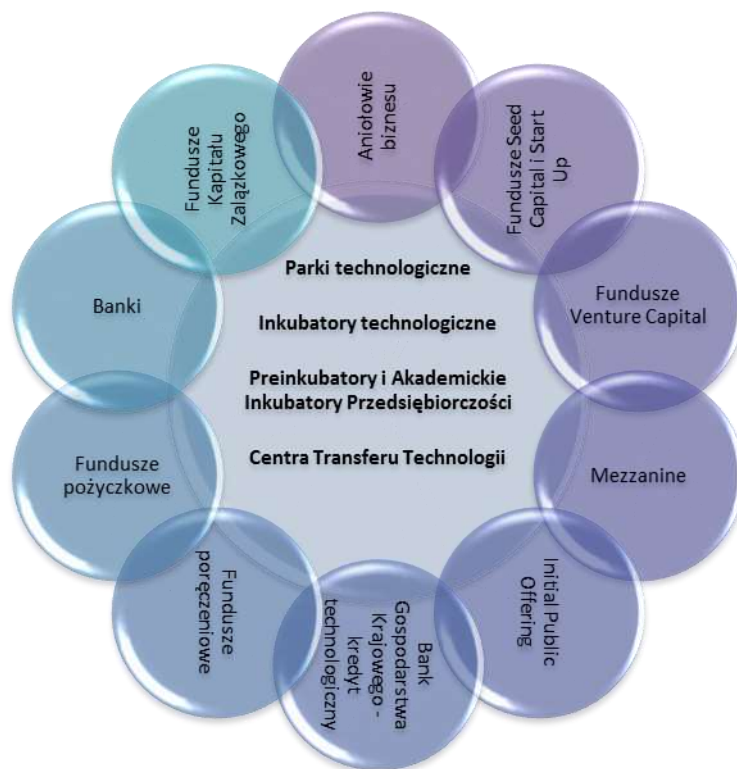 Aniołowie
biznesu
Fundusze Seed
Capital i Start
Up
Fundusze
Venture Capital
Mezzanine
Initial Public
Offering
Bank
Gospodarstwa
Krajowego -
kredyt
technologiczny
Fundusze
poręczeniowe
Fundusze
pożyczkowe
Banki
Fundusze
Kapitału
Zalązkowego
Parki technologiczne
Inkubatory technologiczne
Preinkubatory i Akademickie
Inkubatory Przedsiębiorczości
Centra Transferu Technologii